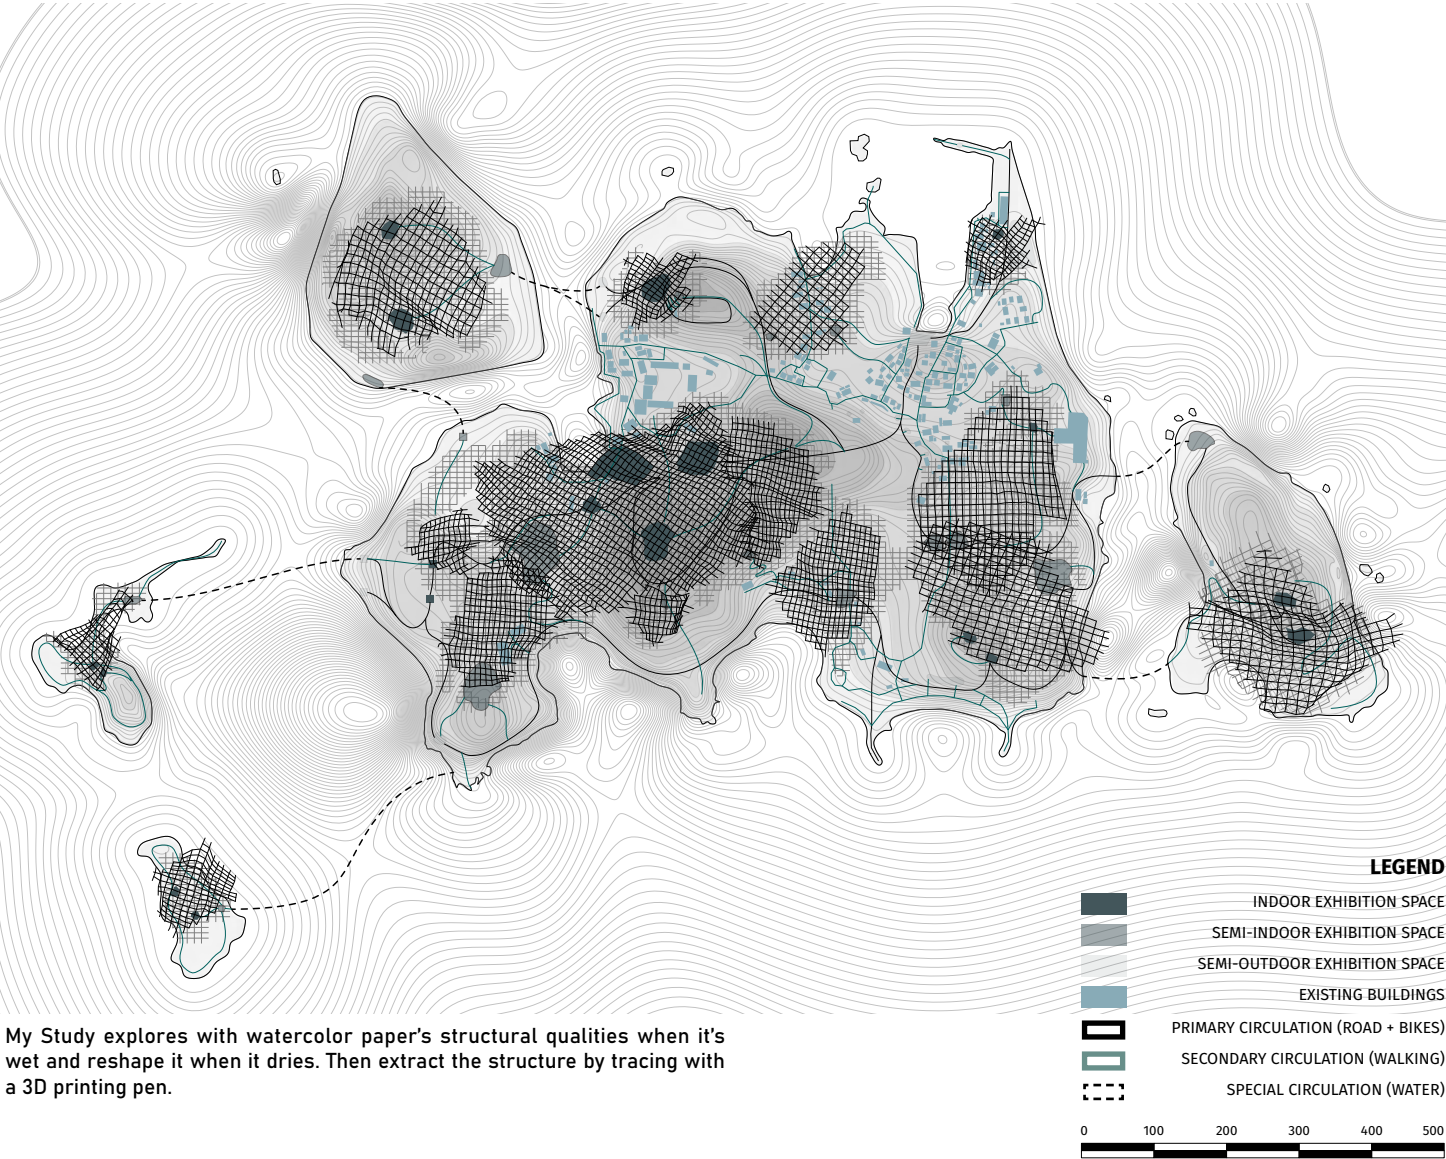 LEGEND
INDOOR EXHIBITION SPACE
SEMI-INDOOR EXHIBITION SPACE
SEMI-OUTDOOR EXHIBITION SPACE
EXISTING BUILDINGS
PRIMARY CIRCULATION (ROAD + BIKES)
SECONDARY CIRCULATION (WALKING)
SPECIAL CIRCULATION (WATER)
0 100 200 300 400 500
My Study explores with watercolor paper's structural qualities when it's
wet and reshape it when it dries. Then extract the structure by tracing with
a 3D printing pen.